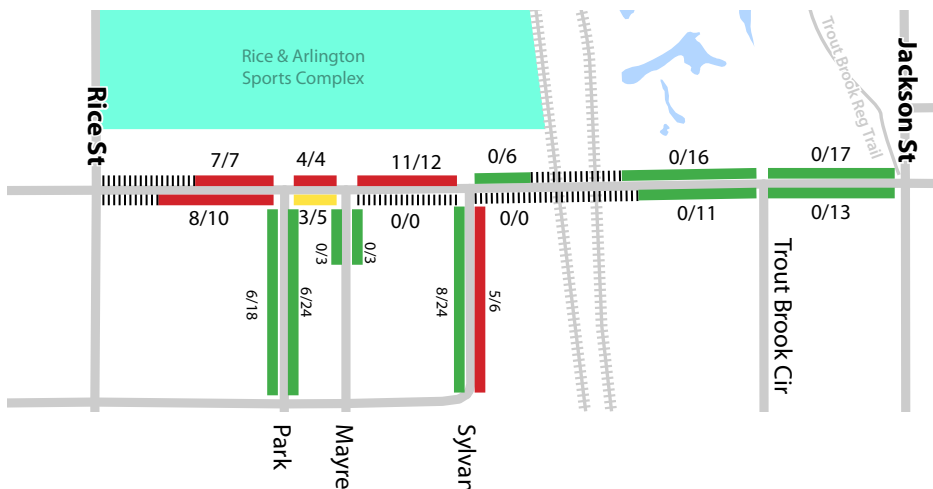 Rice & Arlington
Sports Complex
Trout Brook Reg Trail
Jackson St
Rice St
7/7
4/4
11/12
0/6
0/16
0/17
8/10
3/5
0/0
0/0
0/11
0/13
0/3
0/3
6/18
6/24
8/24
5/6
Trout Brook Cir
Park
Mayre
Sylvan